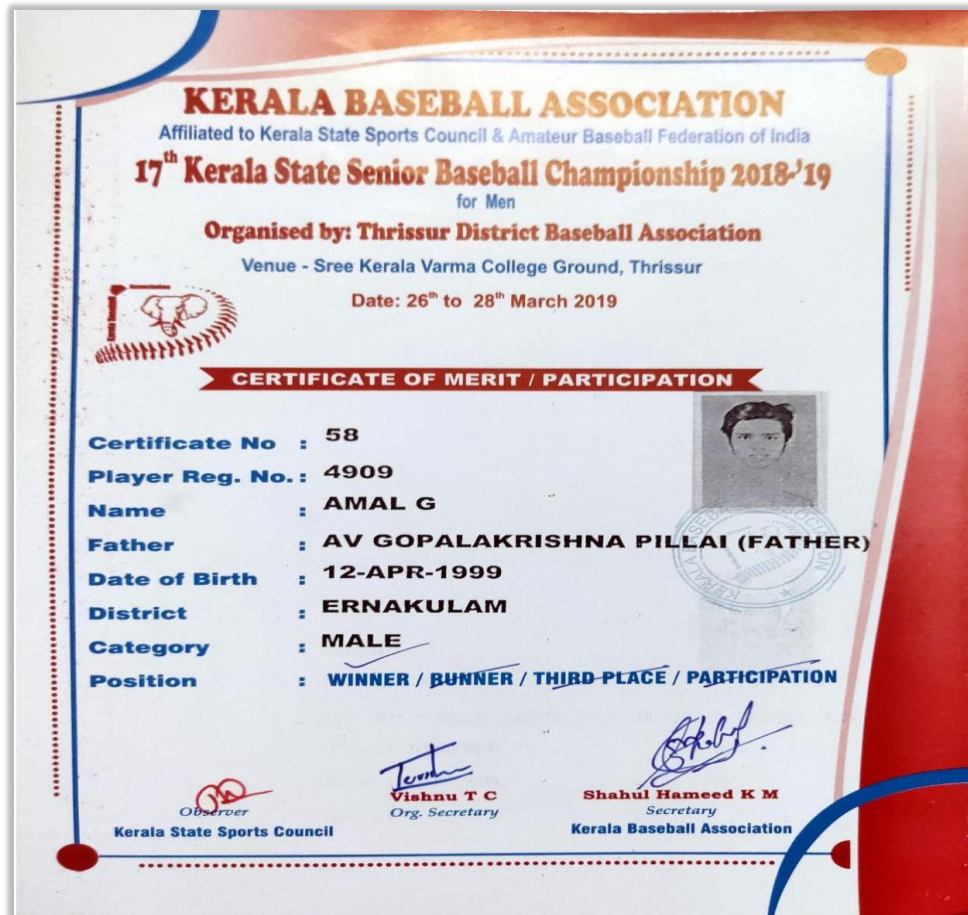 KERALA BASEBALL ASSOCIATION
Affiliated to Kerala State Sports Council & Amateur Baseball Federation of India
17th Kerala State Senior Baseball Championship 2018-'19
for Men
Organised by: Thrissur District Baseball Association
Venue - Sree Kerala Varma College Ground, Thrissur
Date: 26th to 28th March 2019
CERTIFICATE OF MERIT / PARTICIPATION
Certificate No : 58
Player Reg. No. : 4909
Name : AMAL G
Father : AV GOPALAKRISHNA PILLAI (FATHER)
Date of Birth : 12-APR-1999
District : ERNAKULAM
Category : MALE
Position : WINNER / RUNNER / THIRD PLACE / PARTICIPATION
KERALA BASEBALL ASSOCIATION
Vishnu T C
Shahul Hameed K M
Observer
Org. Secretary
Secretary
Kerala State Sports Council
Kerala Baseball Association